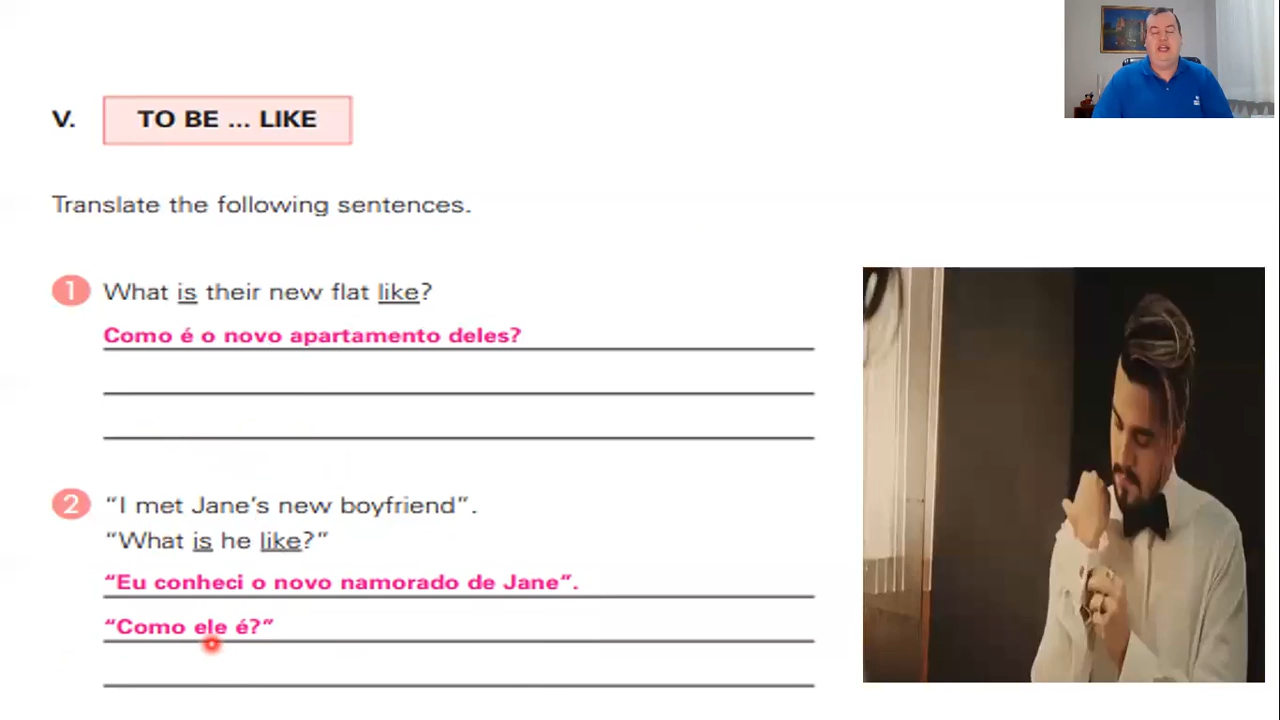 V. TO BE ... LIKE
Translate the following sentences.
1 What is their new flat like?
Como é o novo apartamento deles?
2 “I met Jane’s new boyfriend”.
“What is he like?”
“Eu conheci o novo namorado de Jane”.
“Como ele é?”